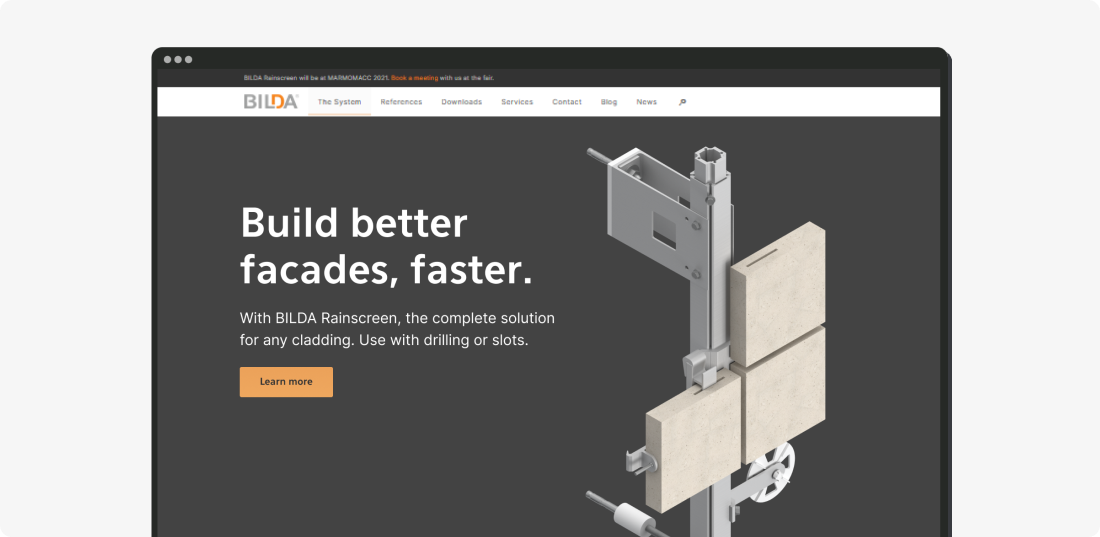 BILDA Rainscreen will be at MARMOMACC 2021. Book a meeting with us at the fair.
BILDA® The System References Downloads Services Contact Blog News
Build better
facades, faster.
With BILDA Rainscreen, the complete solution
for any cladding. Use with drilling or slots.
Learn more